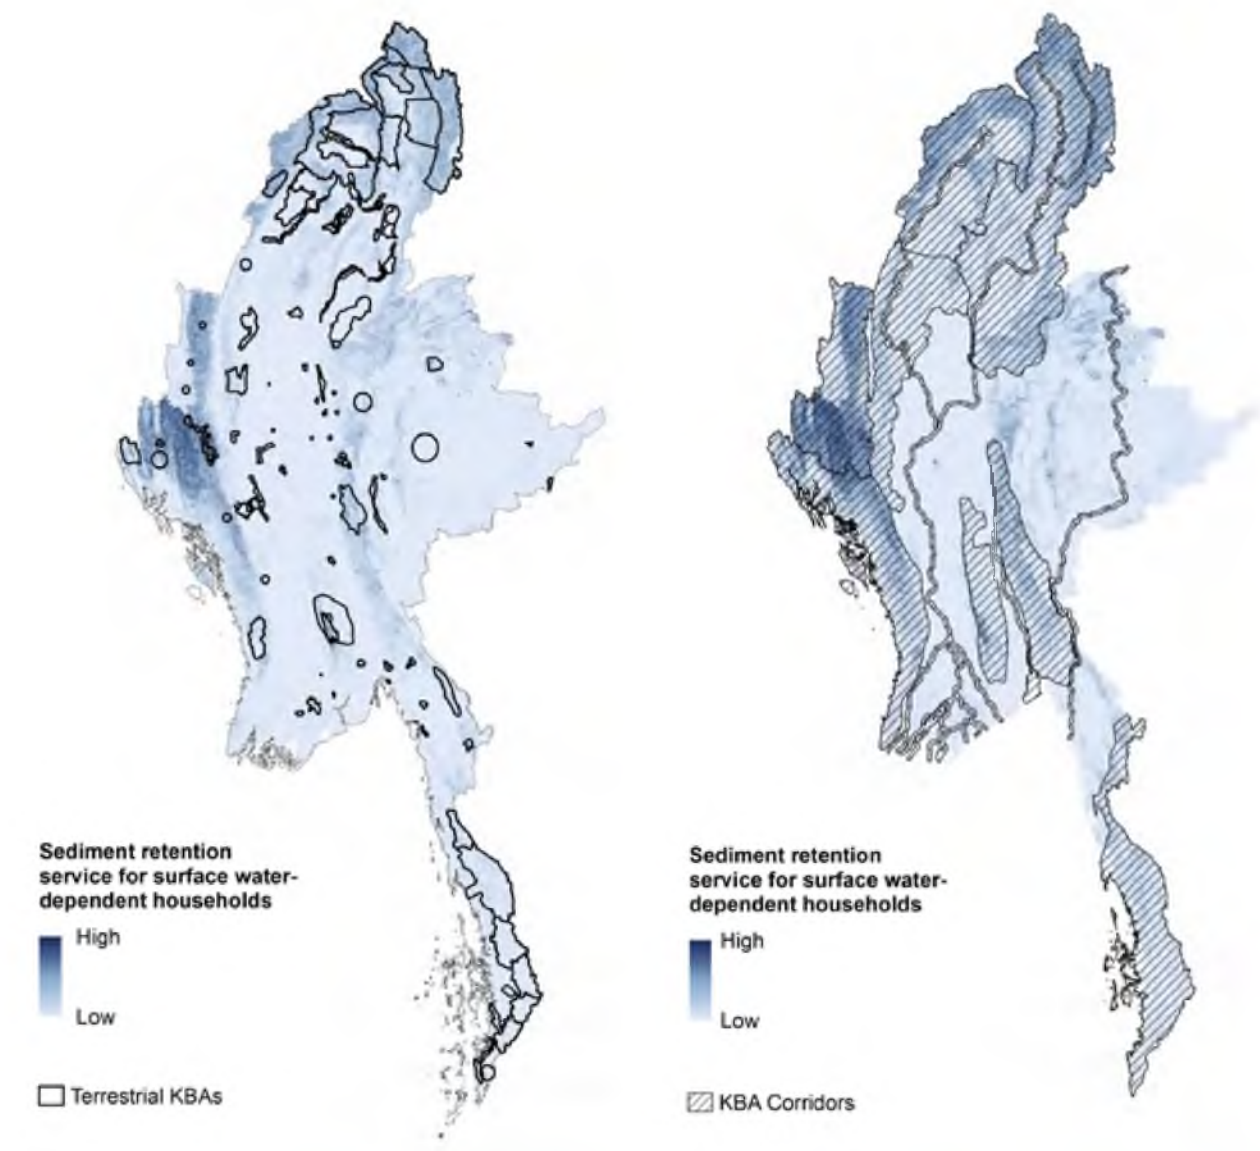 Sediment retention
service for surface water-
dependent households
High
Low
Terrestrial KBAs
Sediment retention
service for surface water-
dependent households
High
Low
KBA Corridors